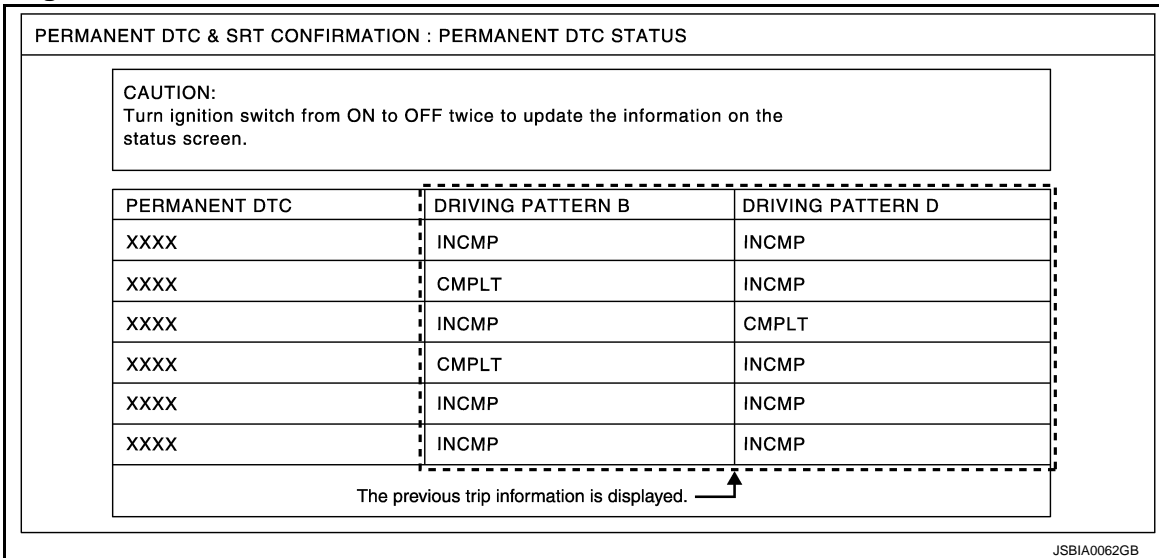 PERMANENT DTC & SRT CONFIRMATION : PERMANENT DTC STATUS
CAUTION:
Turn ignition switch from ON to OFF twice to update the information on the
status screen.
PERMANENT DTC DRIVING PATTERN B DRIVING PATTERN D
XXXX INCMP INCMP
XXXX CMPLT INCMP
XXXX INCMP CMPLT
XXXX CMPLT INCMP
XXXX INCMP INCMP
XXXX INCMP INCMP
The previous trip information is displayed.
JSBIA0062GB